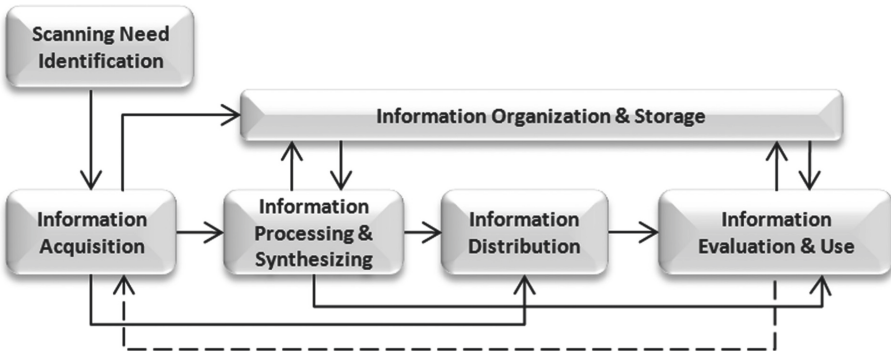 Scanning Need
Identification
Information Organization & Storage
Information
Acquisition
Information
Processing &
Synthesizing
Information
Distribution
Information
Evaluation & Use